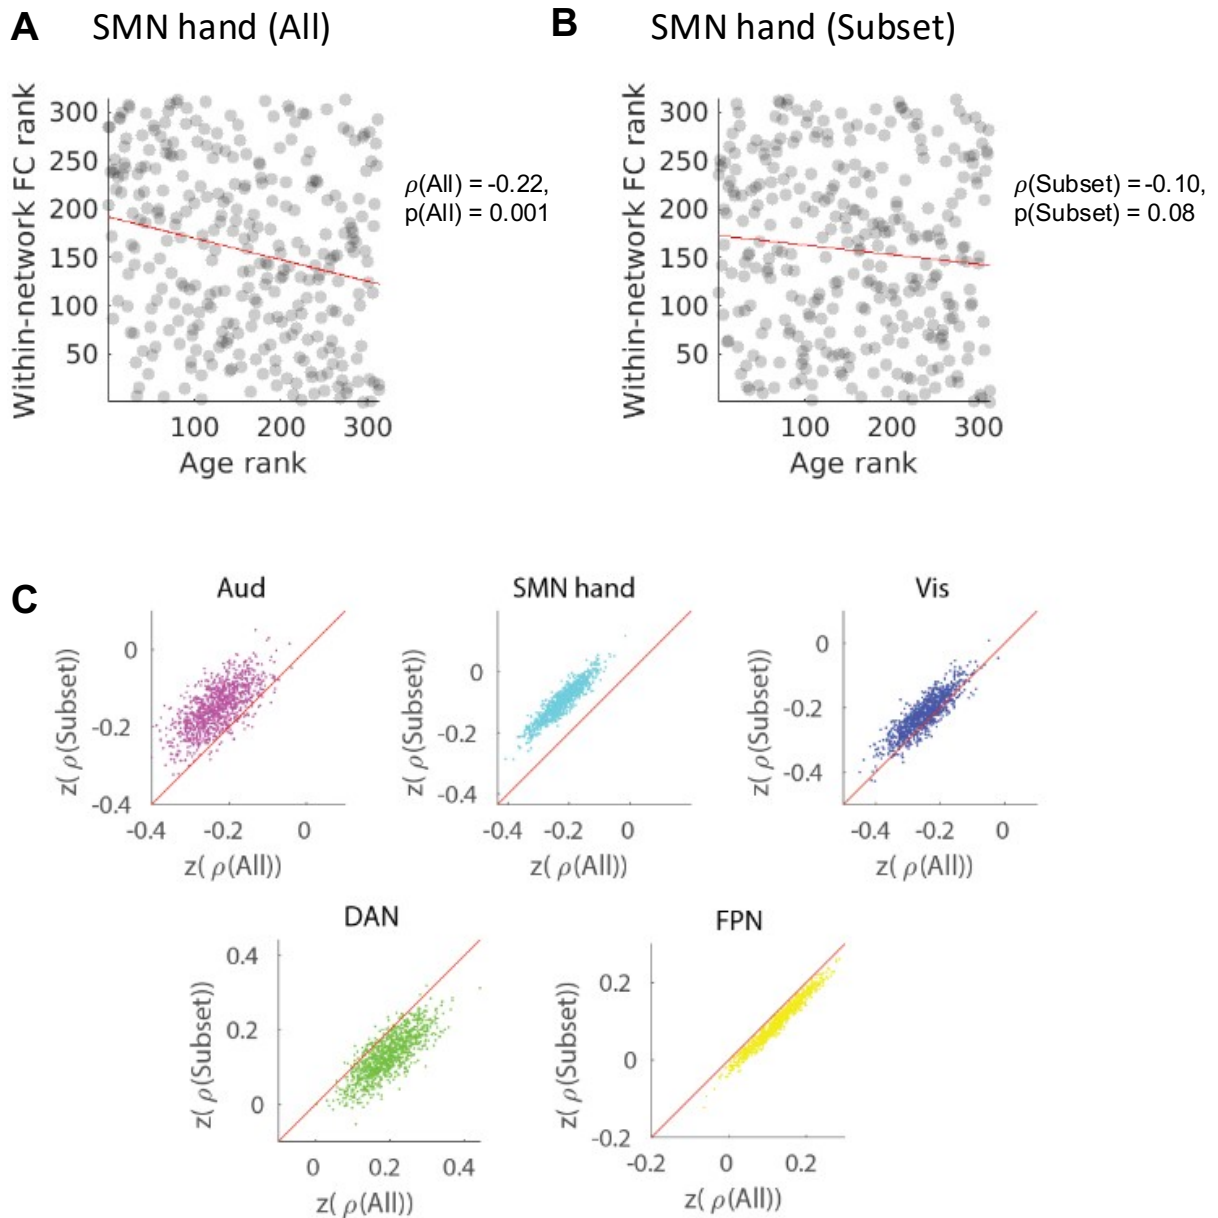 A SMN hand (All)
B SMN hand (Subset)
Within-network FC rank
300
250
200
150
100
50
100 200 300
Age rank
ρ(All) = -0.22,
p(All) = 0.001
Within-network FC rank
300
250
200
150
100
50
100 200 300
Age rank
ρ(Subset) = -0.10,
p(Subset) = 0.08
C
Aud
z( ρ(Subset))
0
-0.2
-0.4
-0.4 -0.2 0
z( ρ(All))
SMN hand
z( ρ(Subset))
0
-0.2
-0.4
-0.4 -0.2 0
z( ρ(All))
Vis
z( ρ(Subset))
0
-0.2
-0.4
-0.4 -0.2 0
z( ρ(All))
DAN
z( ρ(Subset))
0.4
0.2
0
0 0.2 0.4
z( ρ(All))
FPN
z( ρ(Subset))
0.2
0
-0.2
-0.2 0 0.2
z( ρ(All))